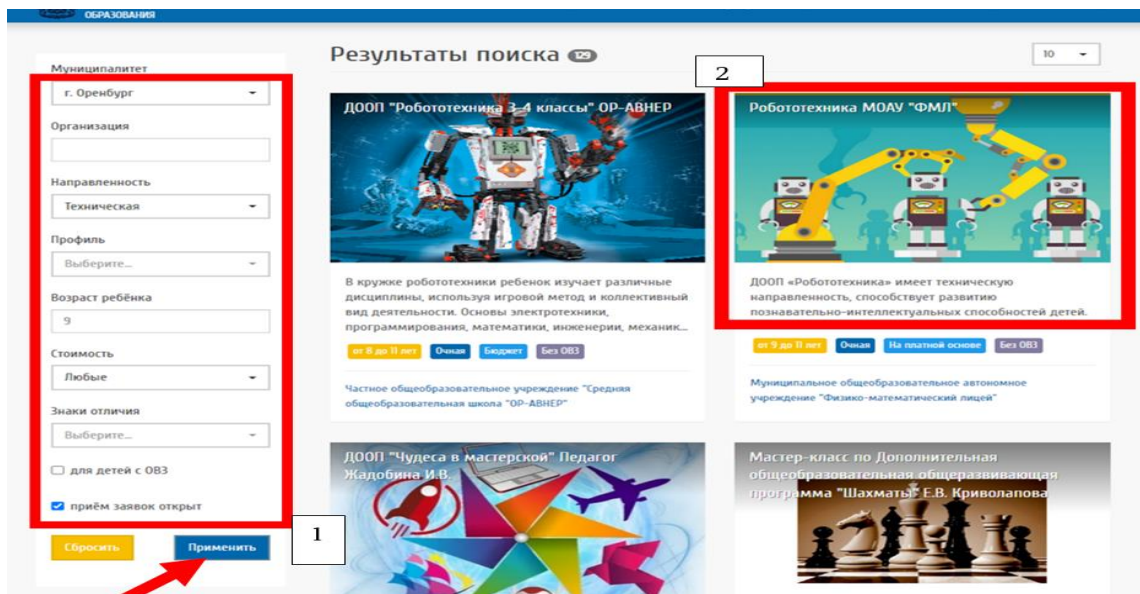 ОБРАЗОВАНИЯ
Муниципалитет
г. Оренбург
Организация
Направленность
Техническая
Профиль
Выберите...
Возраст ребёнка
9
Стоимость
Любые
Знаки отличия
Выберите...
для детей с ОВЗ
приём заявок открыт
Сбросить
Применить
1
Результаты поиска 129
10
2
ДООП "Робототехника 3-4 классы" ОР-АВНЕР
В кружке робототехники ребенок изучает различные
дисциплины, используя игровой метод и коллективный
вид деятельности. Основы электротехники,
программирования, математики, инженерии, механик...
от 8 до 11 лет Очная Бюджет Без ОВЗ
Частное общеобразовательное учреждение "Средняя
общеобразовательная школа "ОР-АВНЕР"
Робототехника МОАУ "ФМЛ"
ДООП «Робототехника» имеет техническую
направленность, способствует развитию
познавательно-интеллектуальных способностей детей.
от 9 до 11 лет Очная На платной основе Без ОВЗ
Муниципальное общеобразовательное автономное
учреждение "Физико-математический лицей"
ДООП "Чудеса в мастерской" Педагог
Жадобина И.В.
Мастер-класс по Дополнительная
общеобразовательная общеразвивающая
программа "Шахматы" Е.В. Криволапова